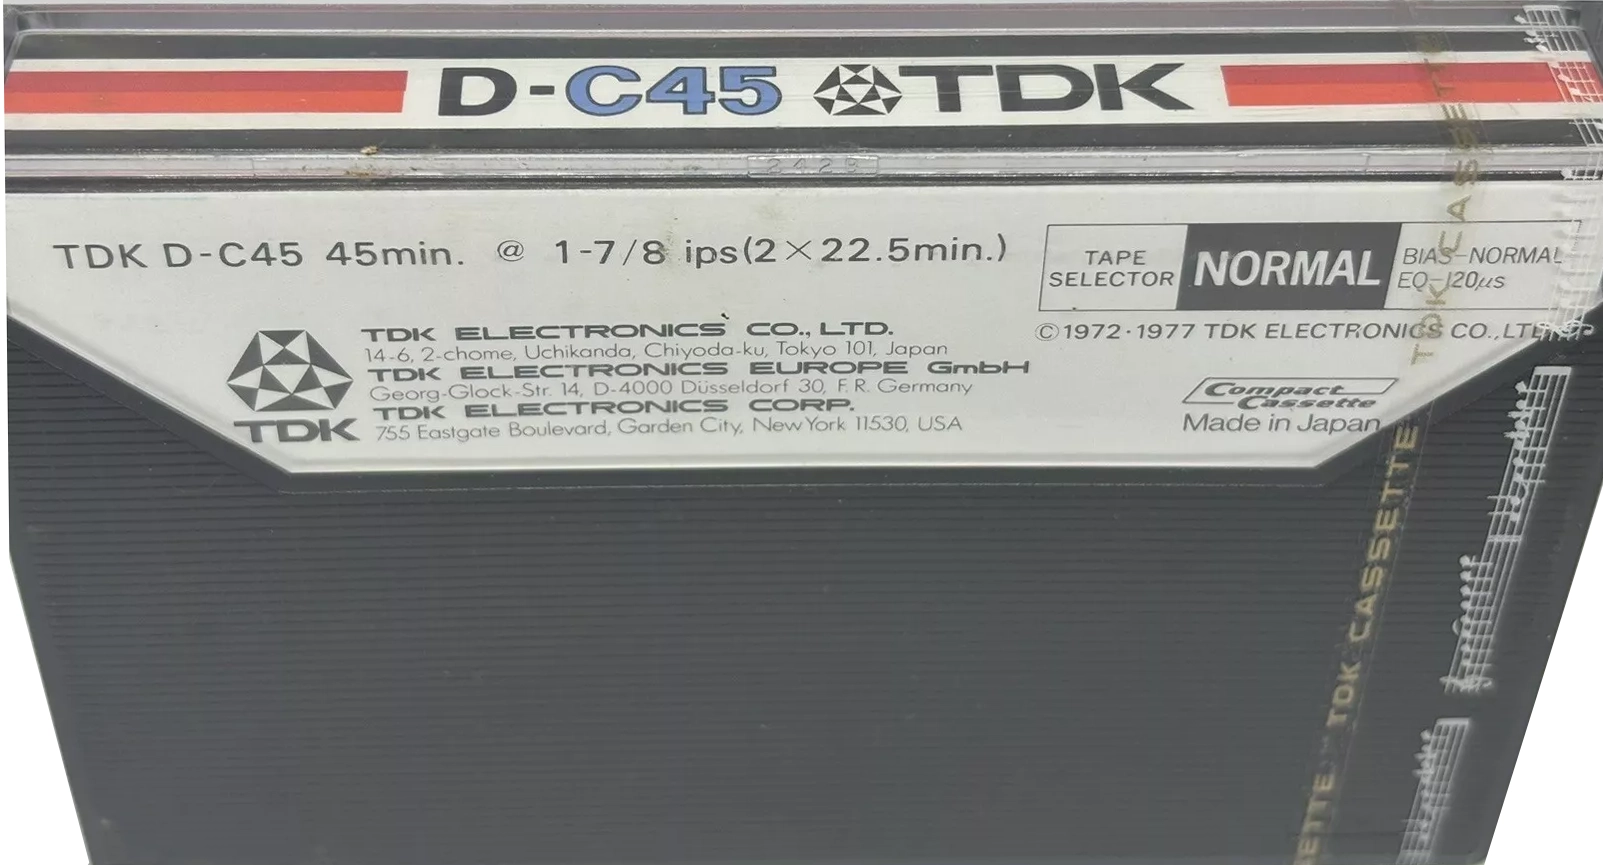 D-C45 TDK
2425
TDK D-C45 45min. @ 1-7/8 ips(2×22.5min.)
TAPE SELECTOR NORMAL BIAS-NORMAL EQ-120µs
TDK ELECTRONICS CO., LTD.
14-6, 2-chome, Uchikanda, Chiyoda-ku, Tokyo 101, Japan
TDK ELECTRONICS EUROPE GmbH
Georg-Glock-Str. 14, D-4000 Düsseldorf 30, F.R. Germany
TDK ELECTRONICS CORP.
755 Eastgate Boulevard, Garden City, New York 11530, USA
TDK
©1972·1977 TDK ELECTRONICS CO.,LTD.
Compact
Cassette
Made in Japan
TDK CASSETTE TDK CASSETTE TDK CASSETTE